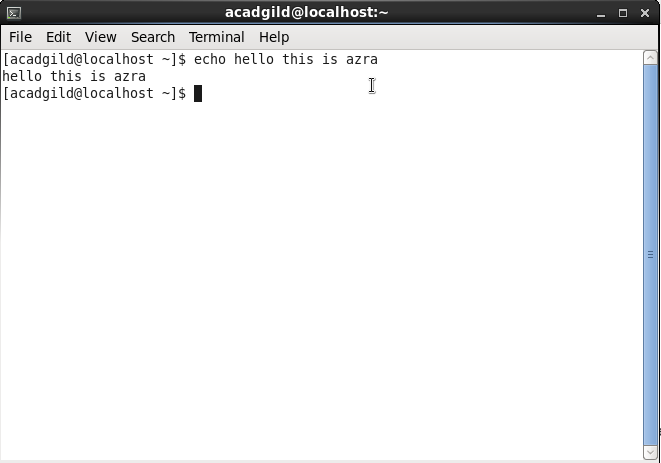 acadgild@localhost:~
File Edit View Search Terminal Help
[acadgild@localhost ~]$ echo hello this is azra
hello this is azra
[acadgild@localhost ~]$